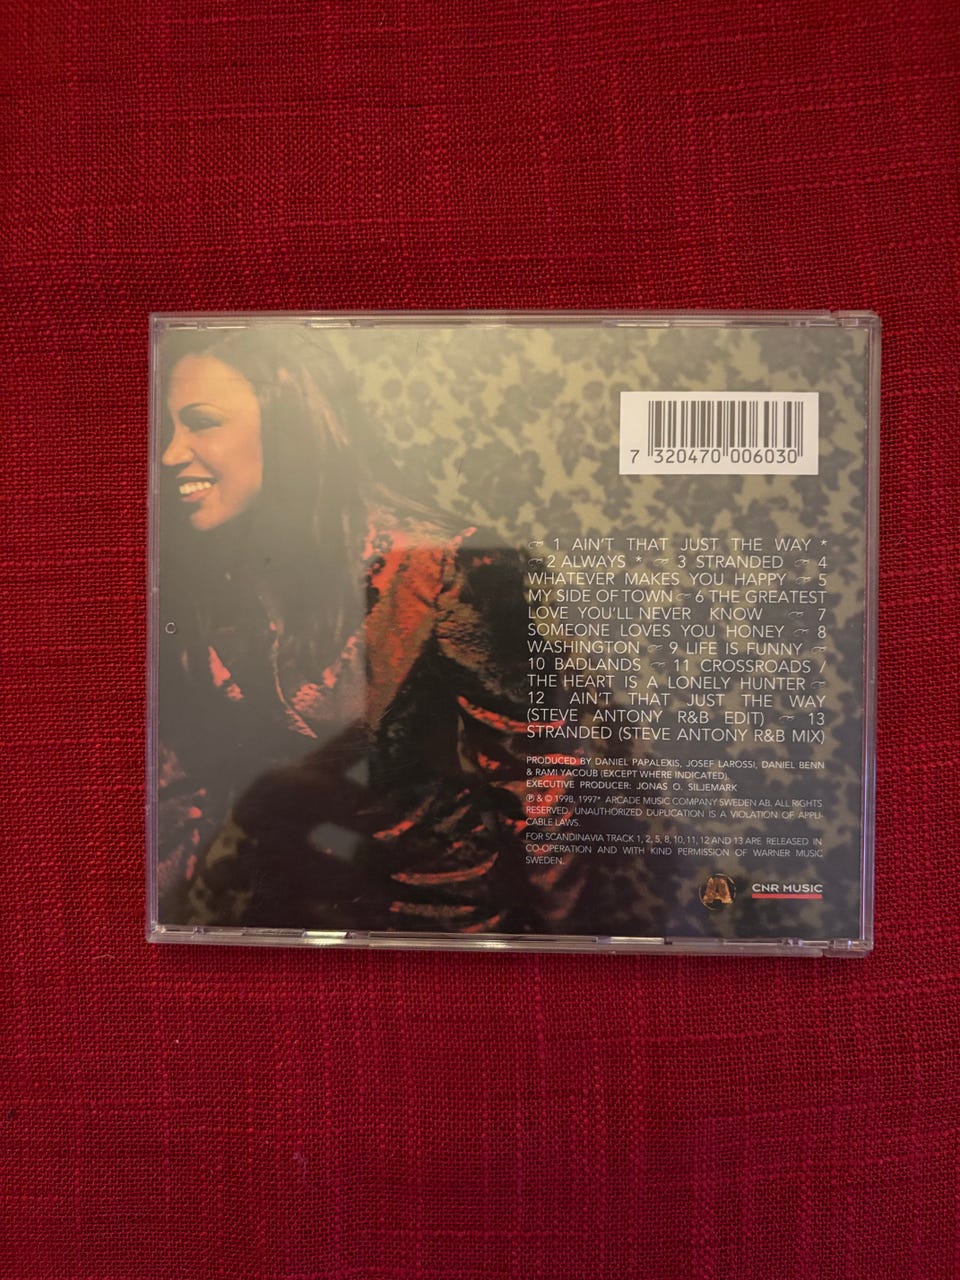 7 320470 006030
☞ 1 AIN'T THAT JUST THE WAY *
☞ 2 ALWAYS * ☞ 3 STRANDED ☞ 4
WHATEVER MAKES YOU HAPPY ☞ 5
MY SIDE OF TOWN ☞ 6 THE GREATEST
LOVE YOU'LL NEVER KNOW ☞ 7
SOMEONE LOVES YOU HONEY ☞ 8
WASHINGTON ☞ 9 LIFE IS FUNNY ☞
10 BADLANDS ☞ 11 CROSSROADS /
THE HEART IS A LONELY HUNTER ☞
12 AIN'T THAT JUST THE WAY
(STEVE ANTONY R&B EDIT) ☞ 13
STRANDED (STEVE ANTONY R&B MIX)
PRODUCED BY DANIEL PAPALEXIS, JOSEF LAROSSI, DANIEL BENN
& RAMI YACOUB (EXCEPT WHERE INDICATED).
EXECUTIVE PRODUCER: JONAS O. SILJEMARK
℗ & © 1998, 1997* ARCADE MUSIC COMPANY SWEDEN AB. ALL RIGHTS
RESERVED. UNAUTHORIZED DUPLICATION IS A VIOLATION OF APPLI-
CABLE LAWS.
FOR SCANDINAVIA TRACK 1, 2, 5, 8, 10, 11, 12 AND 13 ARE RELEASED IN
CO-OPERATION AND WITH KIND PERMISSION OF WARNER MUSIC
SWEDEN.
A CNR MUSIC